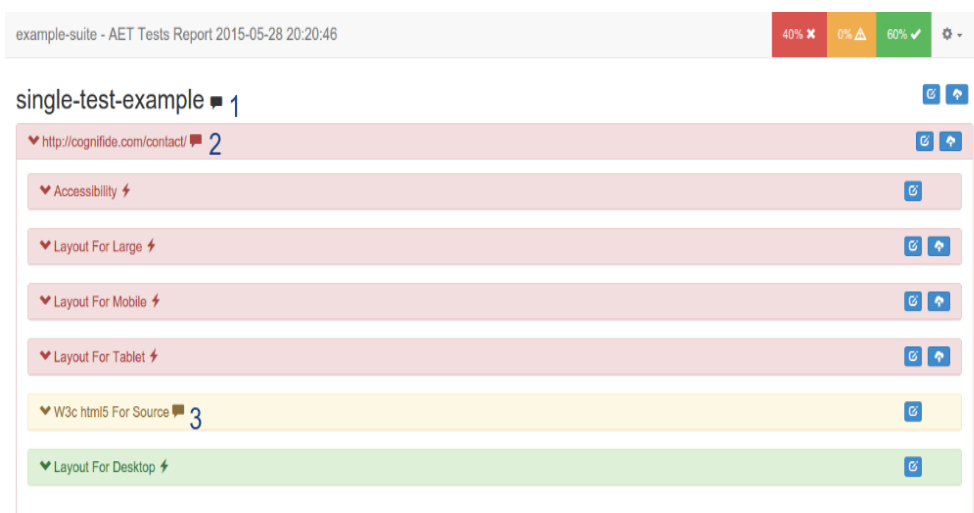 example-suite - AET Tests Report 2015-05-28 20:20:46
40%
0%
60%
single-test-example 1
http://cognifide.com/contact/ 2
Accessibility
Layout For Large
Layout For Mobile
Layout For Tablet
W3c html5 For Source 3
Layout For Desktop